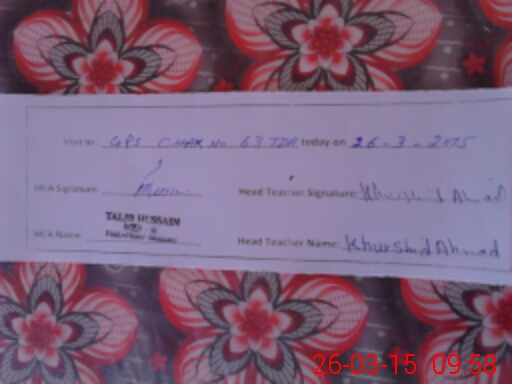 Visit to: GPS CHAK No 63 TDA today on 26-3-2015
MEA Signature: Head Teacher Signature: Khurshid Ahmad
TALIB HUSSAIN
MEA Name: Head Teacher Name: Khurshid Ahmad
26-03-15 09:58